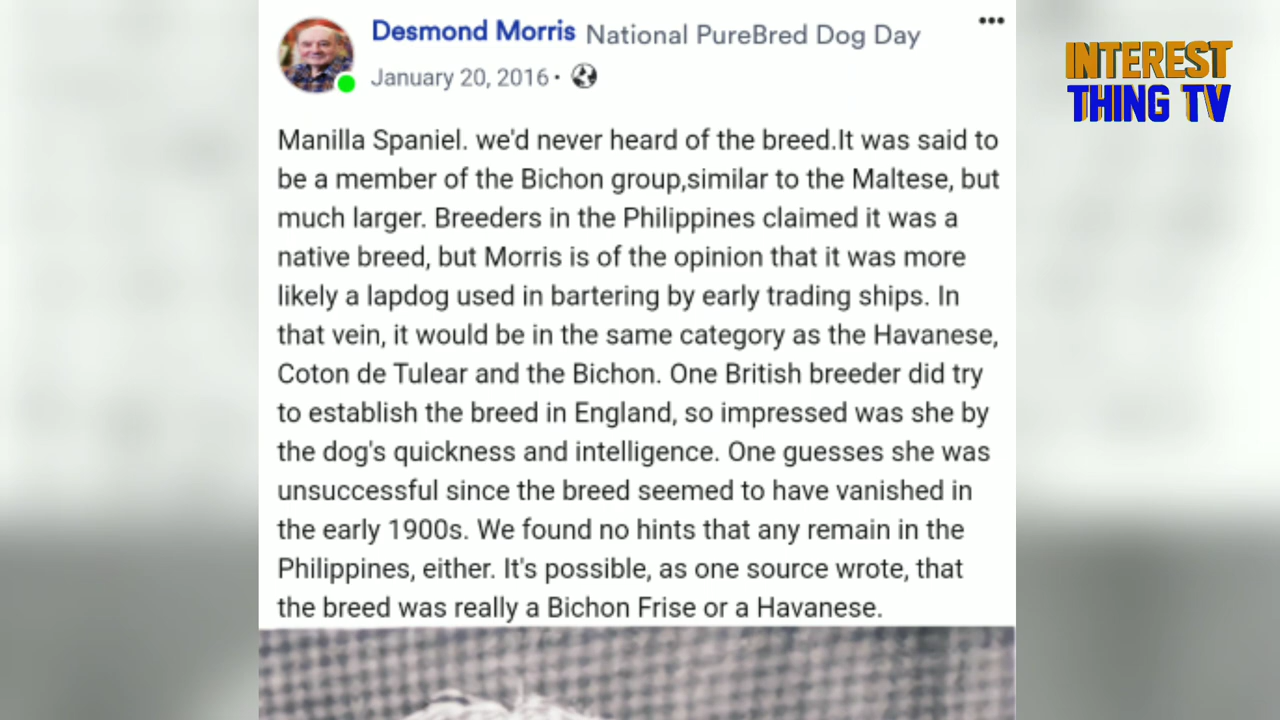 Desmond Morris National PureBred Dog Day
January 20, 2016 ·
INTEREST
THING TV
Manilla Spaniel. we'd never heard of the breed.It was said to
be a member of the Bichon group,similar to the Maltese, but
much larger. Breeders in the Philippines claimed it was a
native breed, but Morris is of the opinion that it was more
likely a lapdog used in bartering by early trading ships. In
that vein, it would be in the same category as the Havanese,
Coton de Tulear and the Bichon. One British breeder did try
to establish the breed in England, so impressed was she by
the dog's quickness and intelligence. One guesses she was
unsuccessful since the breed seemed to have vanished in
the early 1900s. We found no hints that any remain in the
Philippines, either. It's possible, as one source wrote, that
the breed was really a Bichon Frise or a Havanese.